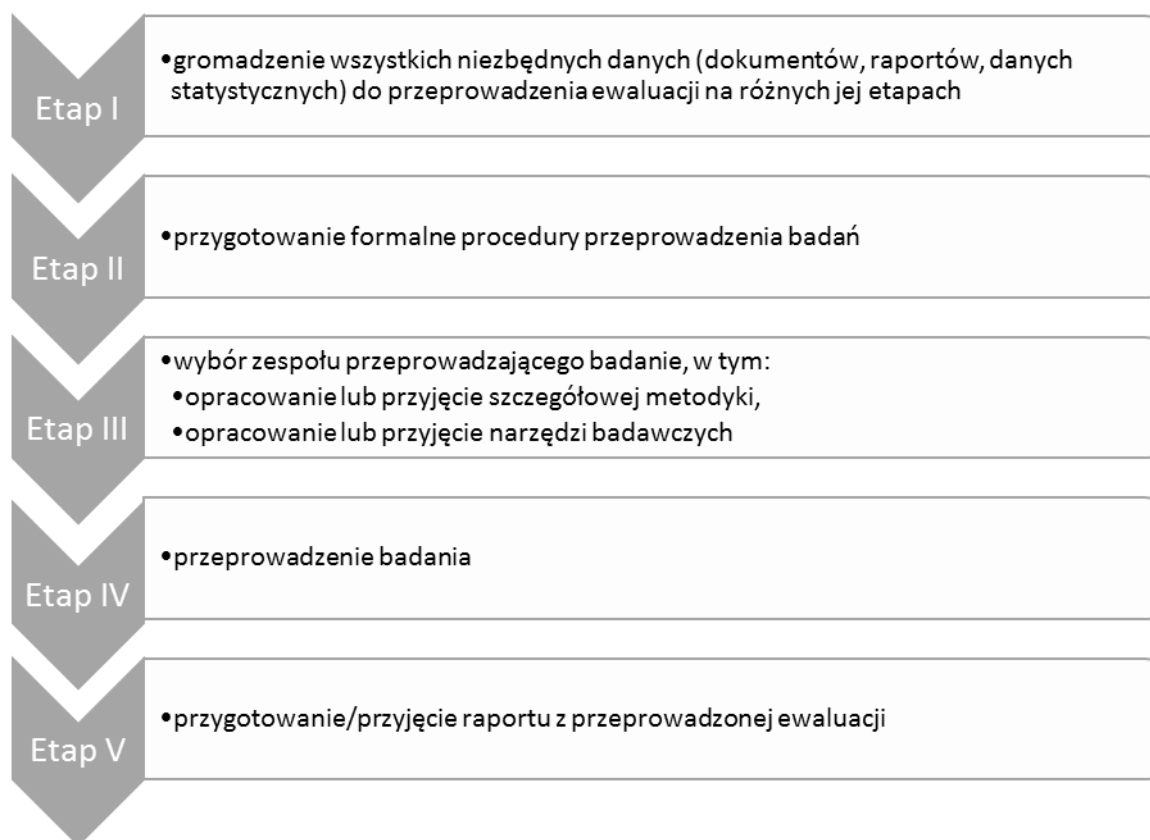 Etap I
•gromadzenie wszystkich niezbędnych danych (dokumentów, raportów, danych
statystycznych) do przeprowadzenia ewaluacji na różnych jej etapach
Etap II
•przygotowanie formalne procedury przeprowadzenia badań
Etap III
•wybór zespołu przeprowadzającego badanie, w tym:
•opracowanie lub przyjęcie szczegółowej metodyki,
•opracowanie lub przyjęcie narzędzi badawczych
Etap IV
•przeprowadzenie badania
Etap V
•przygotowanie/przyjęcie raportu z przeprowadzonej ewaluacji